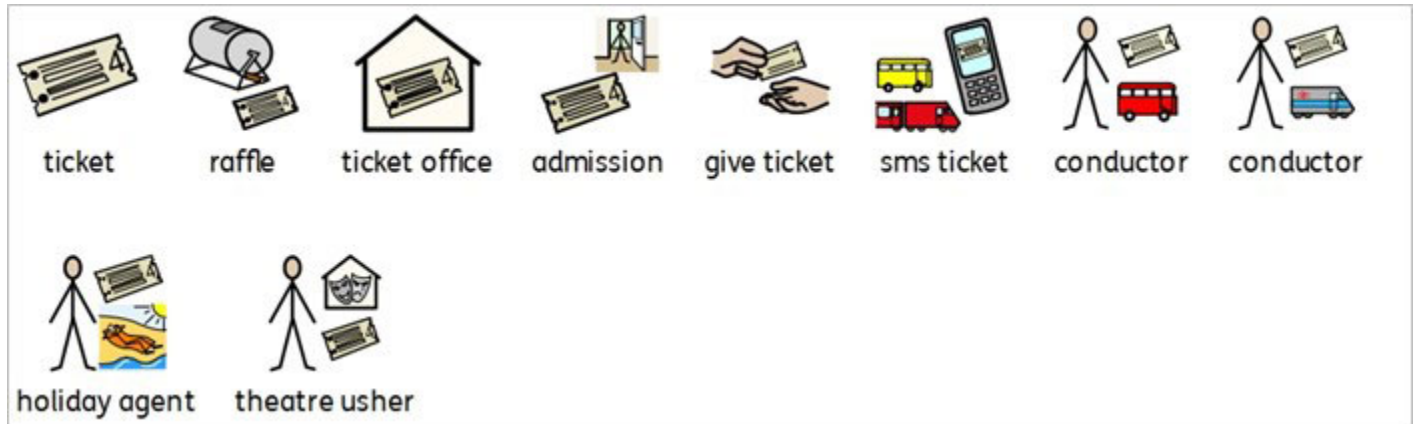 ticket raffle ticket office admission give ticket sms ticket conductor conductor
holiday agent theatre usher